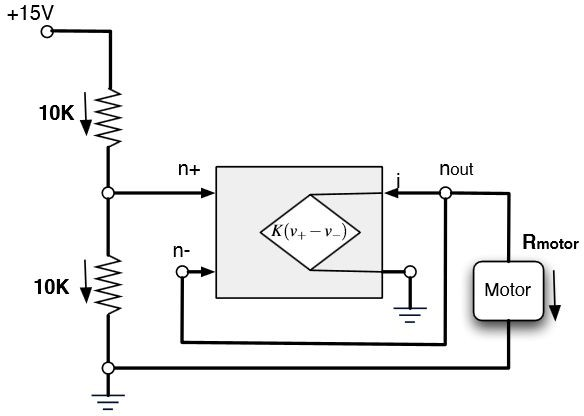 +15V
10K
n+
i
nout
K(v+ − v−)
n-
Rmotor
10K
Motor